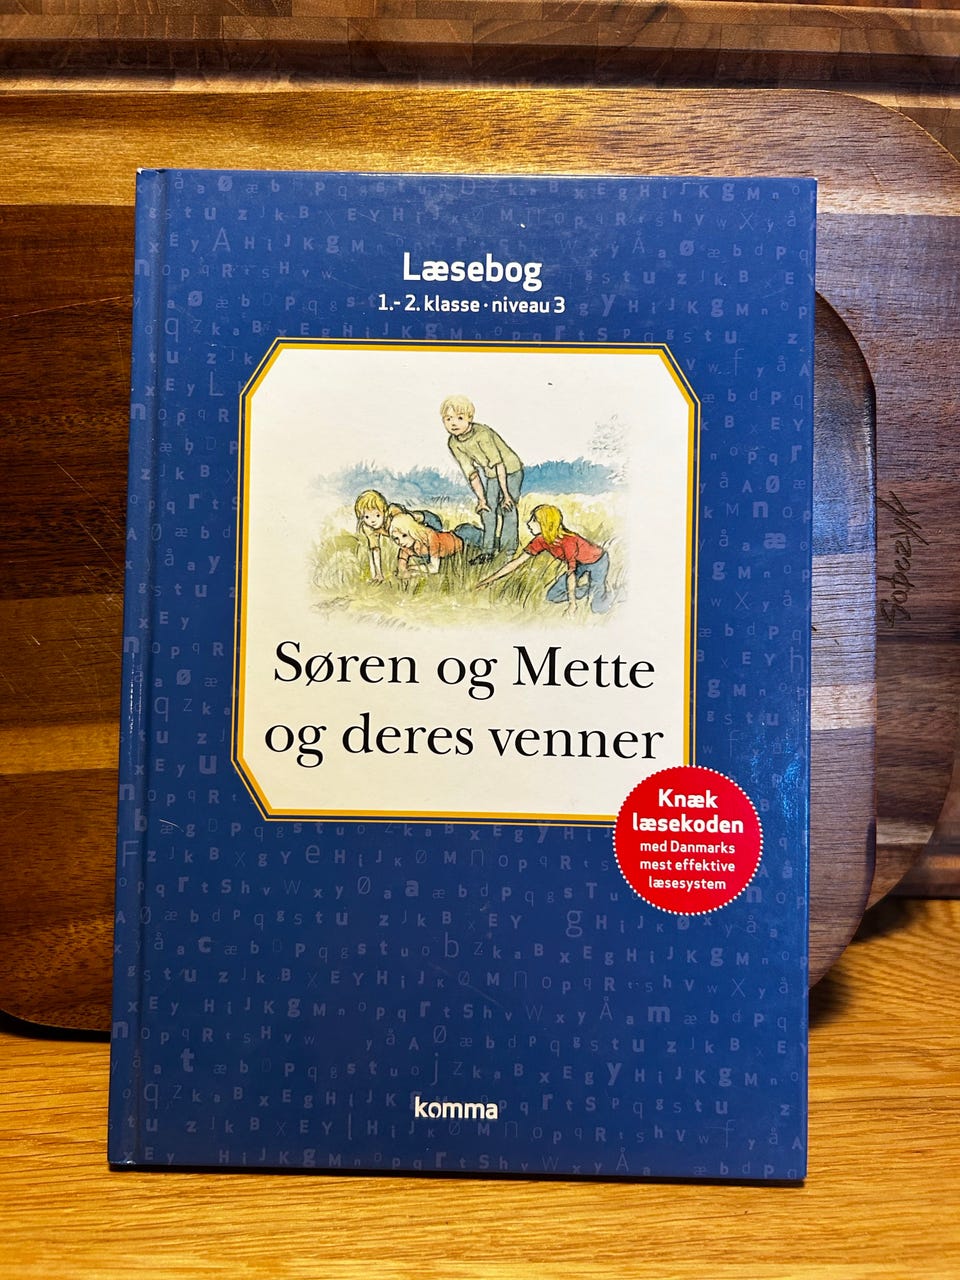 Læsebog
1.- 2. klasse · niveau 3
Søren og Mette
og deres venner
Knæk
læsekoden
med Danmarks
mest effektive
læsesystem
komma